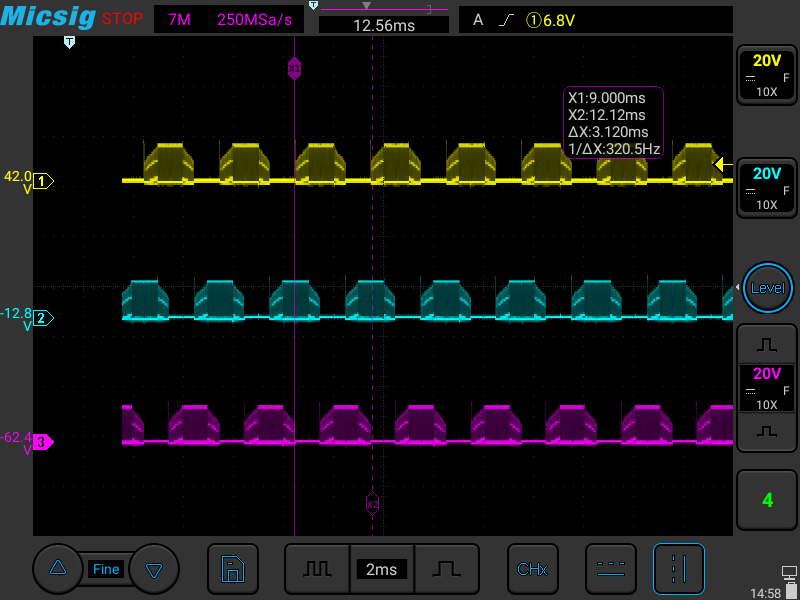 Micsig STOP 7M 250MSa/s T 12.56ms A ①6.8V
T
X1
X1:9.000ms
X2:12.12ms
ΔX:3.120ms
1/ΔX:320.5Hz
20V
F
10X
42.0
V
1
20V
F
10X
-12.8
V
2
Level
20V
F
10X
-62.4
V
3
X2
4
Fine 2ms CHx
14:58